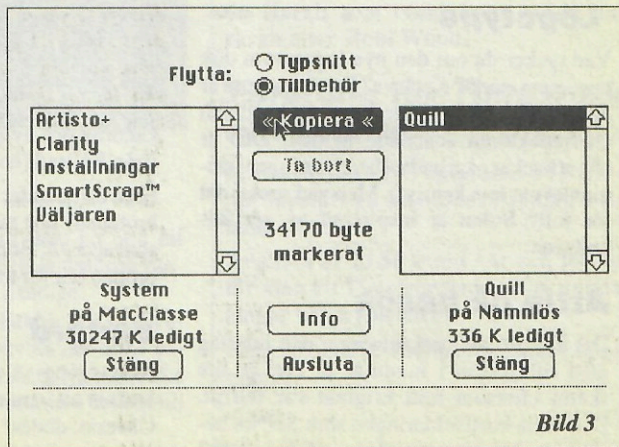 Flytta:
Typsnitt
Tillbehör
Artisto+
Clarity
Inställningar
SmartScrap™
Väljaren
« Kopiera «
Ta bort
34170 byte
markerat
Quill
System
på MacClasse
30247 K ledigt
Stäng
Info
Avsluta
Quill
på Namnlös
336 K ledigt
Stäng
Bild 3